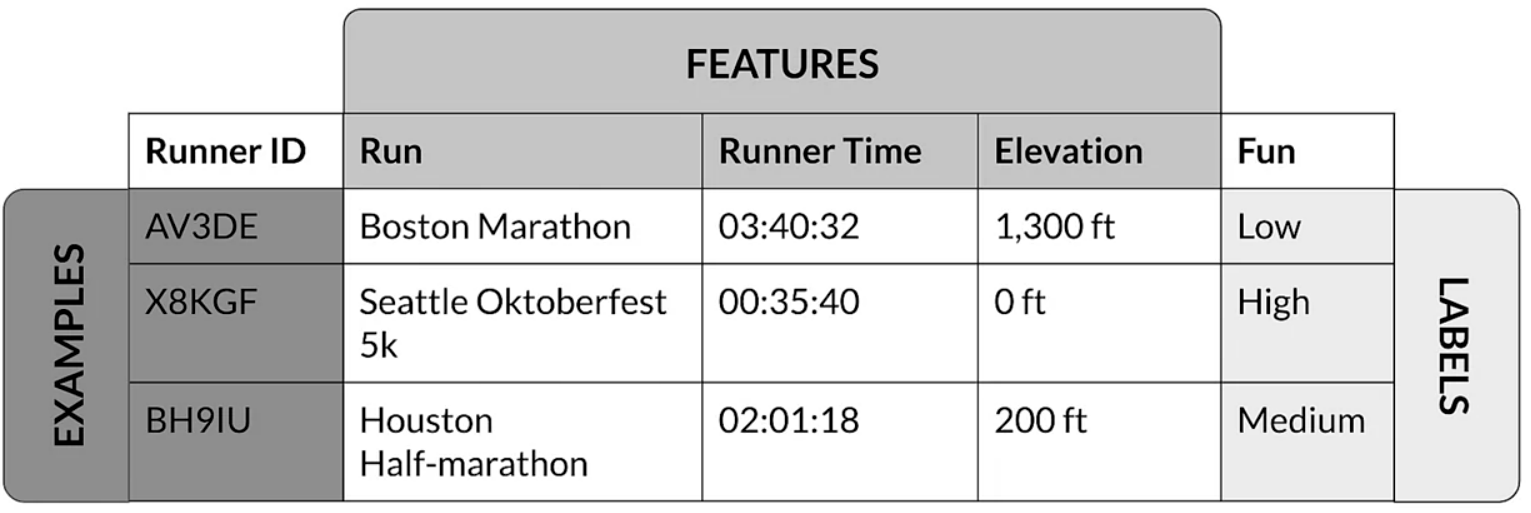 FEATURES
Runner ID Run Runner Time Elevation Fun
EXAMPLES
AV3DE Boston Marathon 03:40:32 1,300 ft Low
X8KGF Seattle Oktoberfest 00:35:40 0 ft High
5k
BH9IU Houston 02:01:18 200 ft Medium
Half-marathon
LABELS